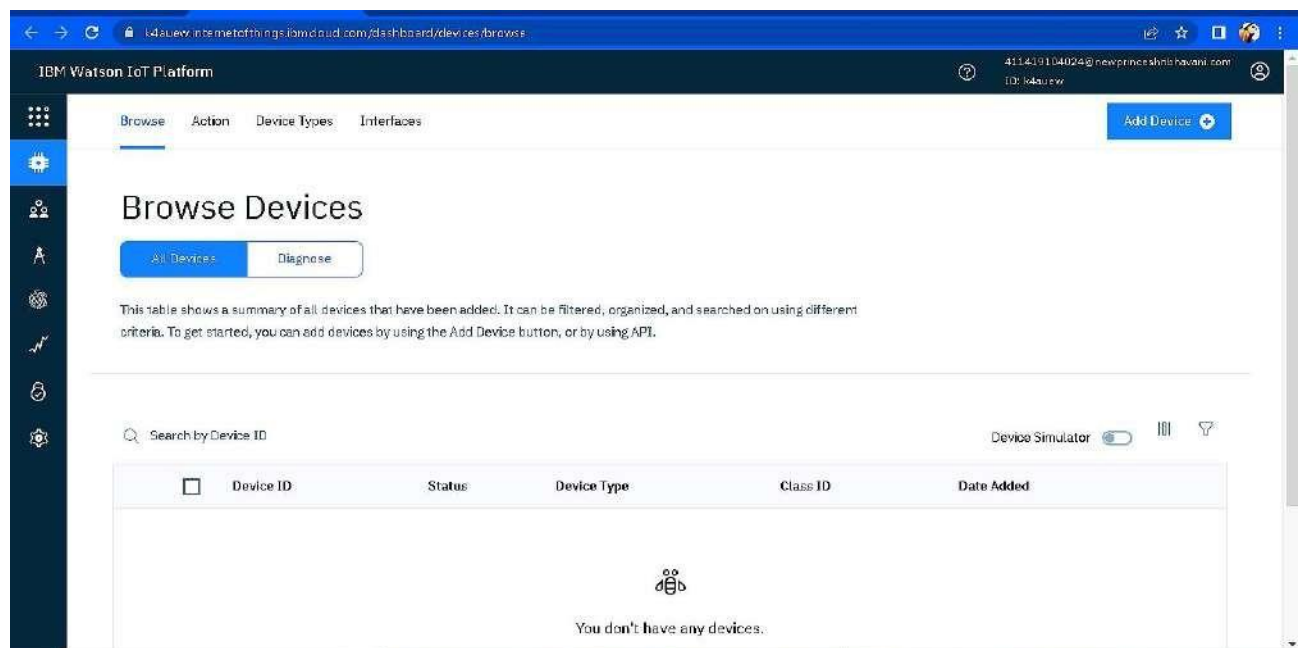 k4auew.internetofthings.ibmcloud.com/dashboard/devices/browse
IBM Watson IoT Platform
411419104024@newprinceshribhavani.com
ID: k4auew
Browse Action Device Types Interfaces
Add Device
Browse Devices
All Devices Diagnose
This table shows a summary of all devices that have been added. It can be filtered, organized, and searched on using different
criteria. To get started, you can add devices by using the Add Device button, or by using API.
Search by Device ID
Device Simulator
Device ID Status Device Type Class ID Date Added
You don't have any devices.